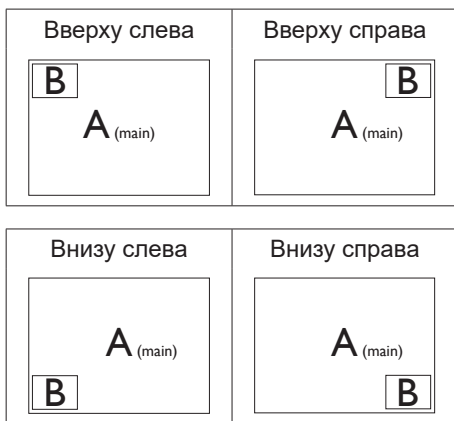 Вверху слева
Вверху справа
B
A (main)
B
A (main)
Внизу слева
Внизу справа
A (main)
B
A (main)
B